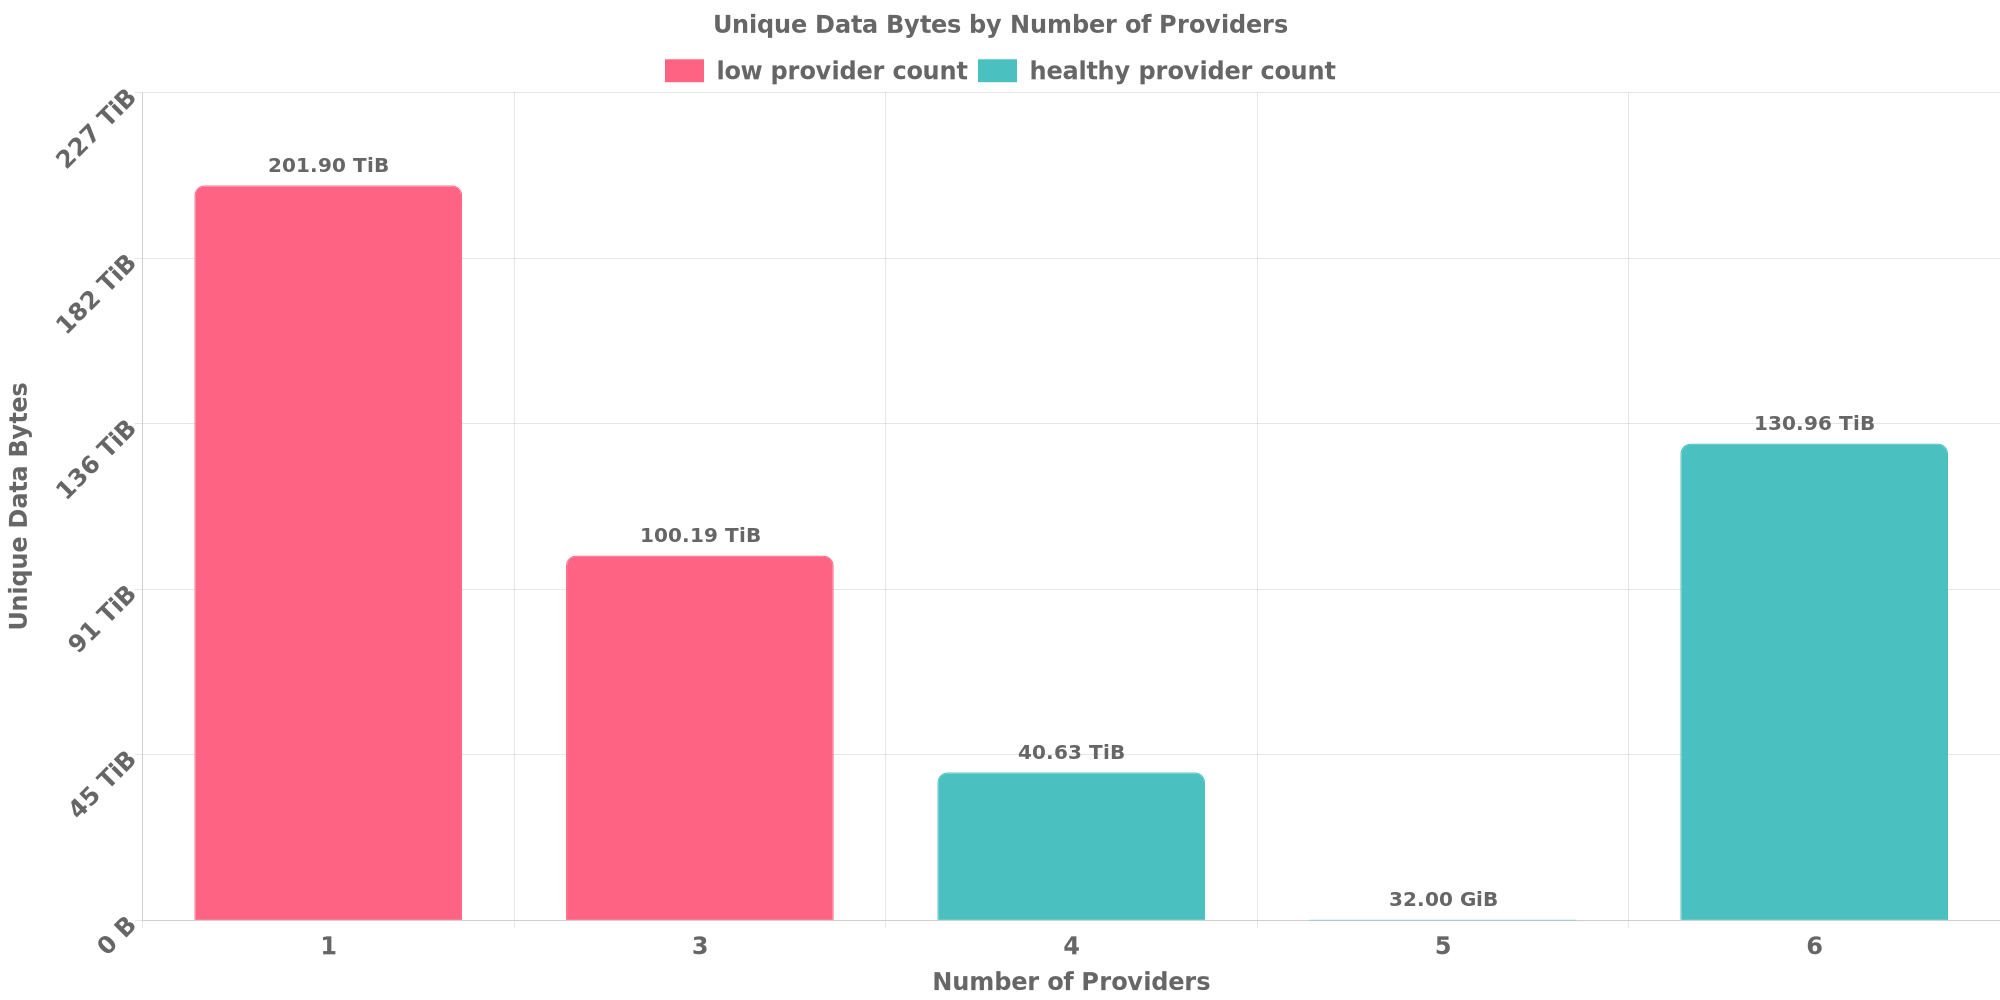 Unique Data Bytes by Number of Providers
low provider count
healthy provider count
227 TiB
182 TiB
136 TiB
91 TiB
45 TiB
0 B
Unique Data Bytes
201.90 TiB
100.19 TiB
40.63 TiB
32.00 GiB
130.96 TiB
1
3
4
5
6
Number of Providers